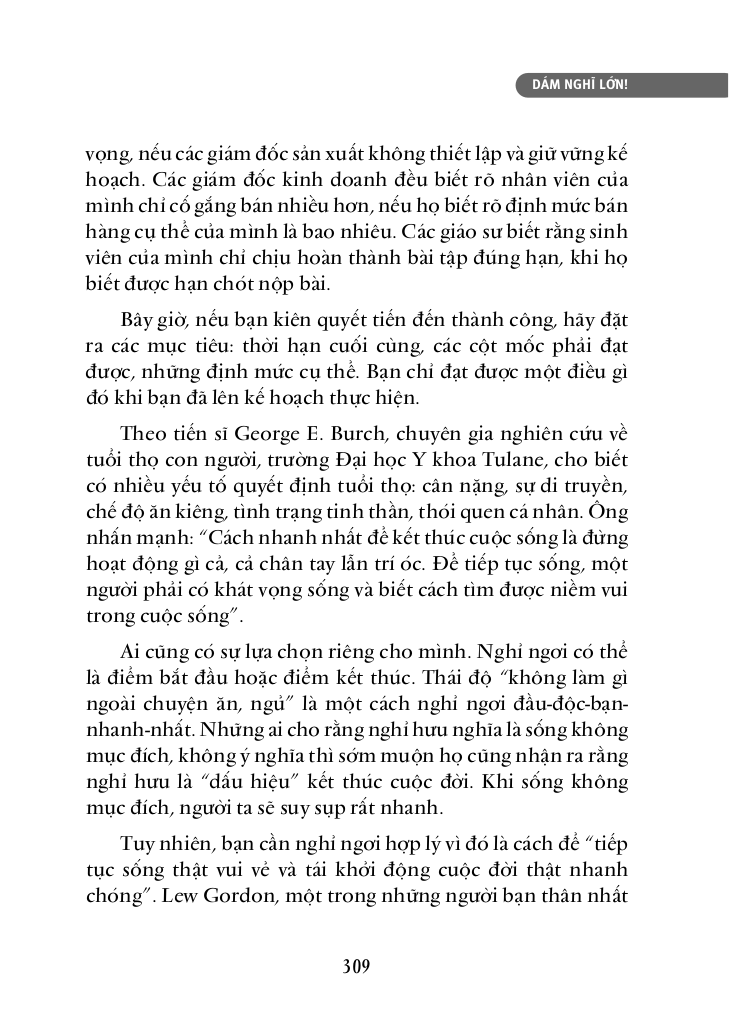 DÁM NGHĨ LỚN!
vọng, nếu các giám đốc sản xuất không thiết lập và giữ vững kế
hoạch. Các giám đốc kinh doanh đều biết rõ nhân viên của
mình chỉ cố gắng bán nhiều hơn, nếu họ biết rõ định mức bán
hàng cụ thể của mình là bao nhiêu. Các giáo sư biết rằng sinh
viên của mình chỉ chịu hoàn thành bài tập đúng hạn, khi họ
biết được hạn chót nộp bài.
Bây giờ, nếu bạn kiên quyết tiến đến thành công, hãy đặt
ra các mục tiêu: thời hạn cuối cùng, các cột mốc phải đạt
được, những định mức cụ thể. Bạn chỉ đạt được một điều gì
đó khi bạn đã lên kế hoạch thực hiện.
Theo tiến sĩ George E. Burch, chuyên gia nghiên cứu về
tuổi thọ con người, trường Đại học Y khoa Tulane, cho biết
có nhiều yếu tố quyết định tuổi thọ: cân nặng, sự di truyền,
chế độ ăn kiêng, tình trạng tinh thần, thói quen cá nhân. Ông
nhấn mạnh: “Cách nhanh nhất để kết thúc cuộc sống là đừng
hoạt động gì cả, cả chân tay lẫn trí óc. Để tiếp tục sống, một
người phải có khát vọng sống và biết cách tìm được niềm vui
trong cuộc sống”.
Ai cũng có sự lựa chọn riêng cho mình. Nghỉ ngơi có thể
là điểm bắt đầu hoặc điểm kết thúc. Thái độ “không làm gì
ngoài chuyện ăn, ngủ” là một cách nghỉ ngơi đầu-độc-bạn-
nhanh-nhất. Những ai cho rằng nghỉ hưu nghĩa là sống không
mục đích, không ý nghĩa thì sớm muộn họ cũng nhận ra rằng
nghỉ hưu là “dấu hiệu” kết thúc cuộc đời. Khi sống không
mục đích, người ta sẽ suy sụp rất nhanh.
Tuy nhiên, bạn cần nghỉ ngơi hợp lý vì đó là cách để “tiếp
tục sống thật vui vẻ và tái khởi động cuộc đời thật nhanh
chóng”. Lew Gordon, một trong những người bạn thân nhất
309